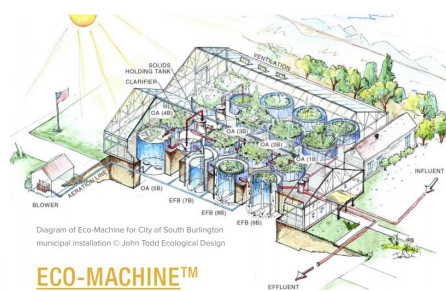 VENTILATION
SOLIDS
HOLDING TANK
CLARIFIER
OA (4B)
OA (3B)
OA (2B)
OA (1B)
INFLUENT
OA (5B)
EFB (7B)
EFB (8B)
EFB (9B)
AERATION LINE
BLOWER
Diagram of Eco-Machine for City of South Burlington
municipal installation © John Todd Ecological Design
EFFLUENT
ECO-MACHINE™